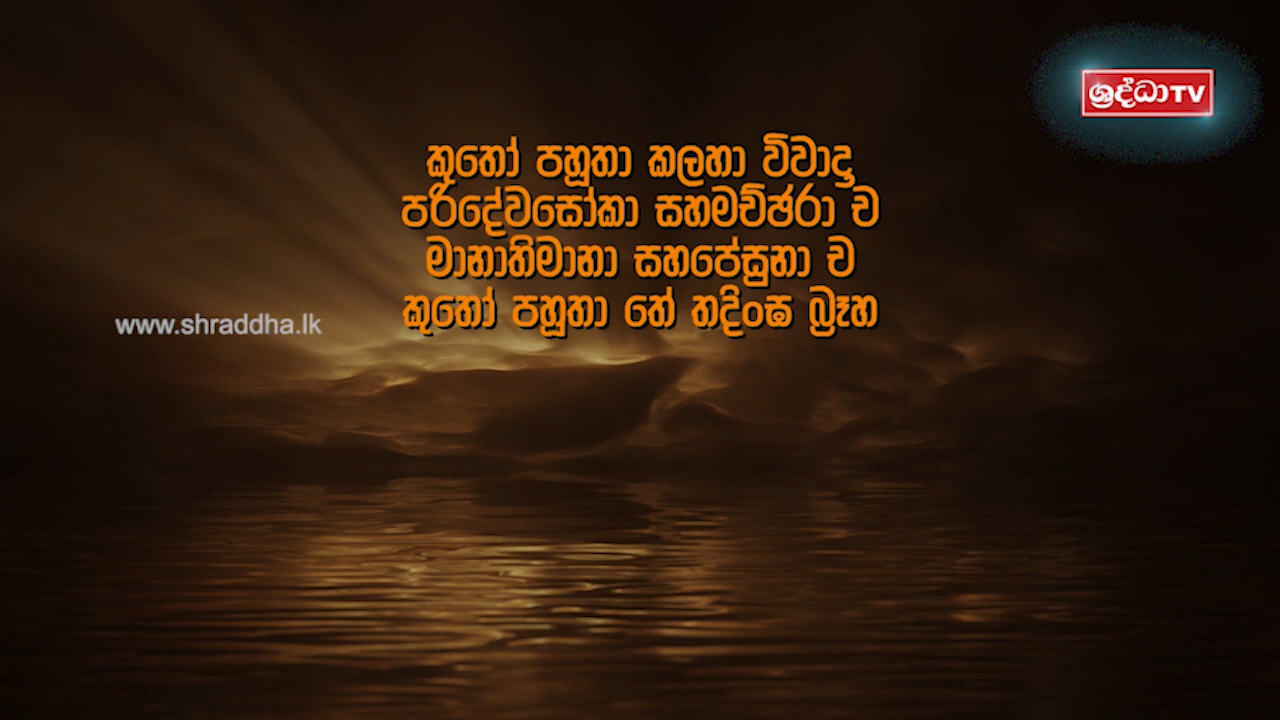 ශ්‍රද්ධා TV
කුතෝ පහූතා කලහා විවාදා
පරිදේවසෝකා සහමච්ඡරා ච
මානාතිමානා සහපේසුනා ච
කුතෝ පහූතා තේ තදිංඝ බ්‍රෑහ
www.shraddha.lk